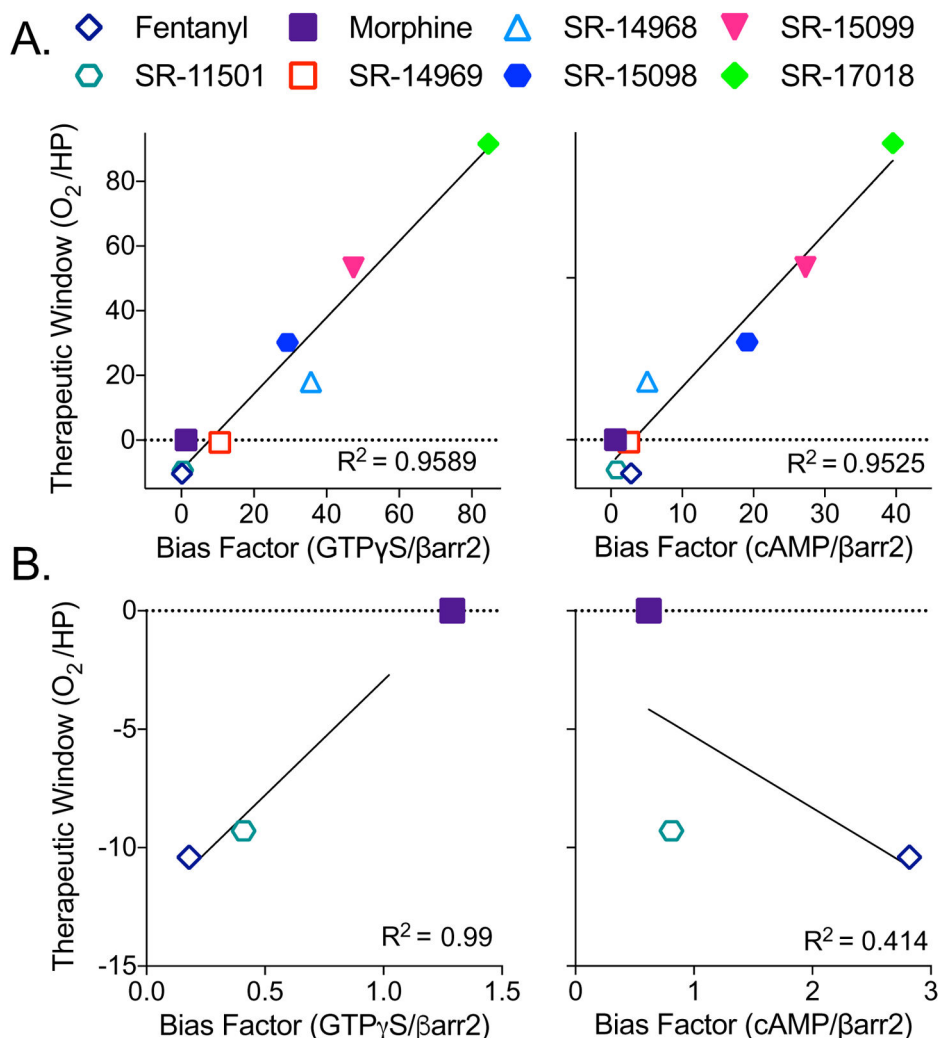 A.
Fentanyl Morphine SR-14968 SR-15099
SR-11501 SR-14969 SR-15098 SR-17018
Therapeutic Window (O₂/HP)
80
60
40
20
0
R² = 0.9589
0 20 40 60 80
Bias Factor (GTPγS/βarr2)
R² = 0.9525
0 10 20 30 40
Bias Factor (cAMP/βarr2)
B.
Therapeutic Window (O₂/HP)
0
-5
-10
-15
R² = 0.99
0.0 0.5 1.0 1.5
Bias Factor (GTPγS/βarr2)
R² = 0.414
0 1 2 3
Bias Factor (cAMP/βarr2)